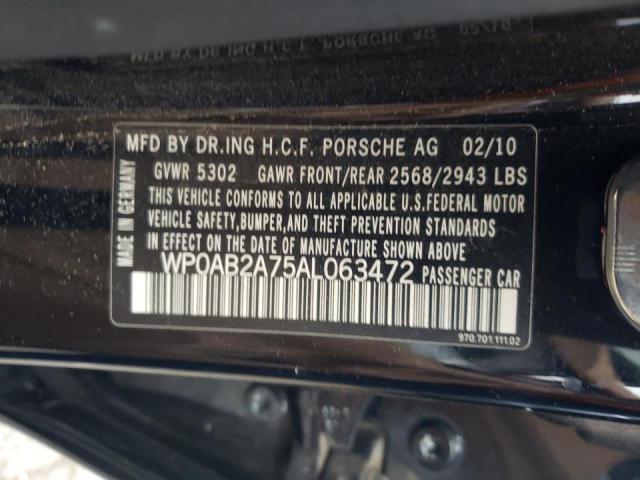 MFD BY DR.ING H.C.F. PORSCHE AG 02/10
GVWR 5302 GAWR FRONT/REAR 2568/2943 LBS
THIS VEHICLE CONFORMS TO ALL APPLICABLE U.S.FEDERAL MOTOR
VEHICLE SAFETY,BUMPER,AND THEFT PREVENTION STANDARDS
IN EFFECT ON THE DATE OF MANUFACTURE SHOWN ABOVE.
WP0AB2A75AL063472 PASSENGER CAR
MADE IN GERMANY
970.701.111.02